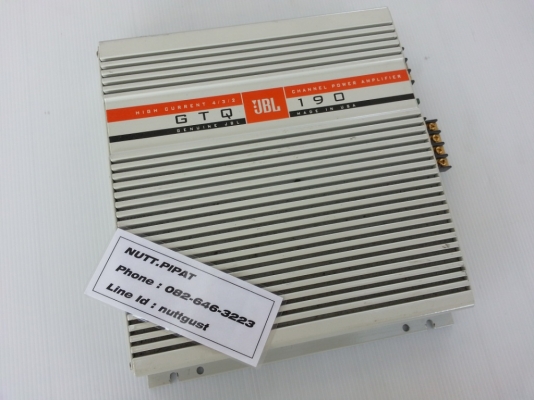 HIGH CURRENT 4/3/2
JBL
CHANNEL POWER AMPLIFIER
GTQ
190
GENUINE JBL
MADE IN USA
NUTT.PIPAT
Phone : 082-646-3223
Line Id : nuttgust